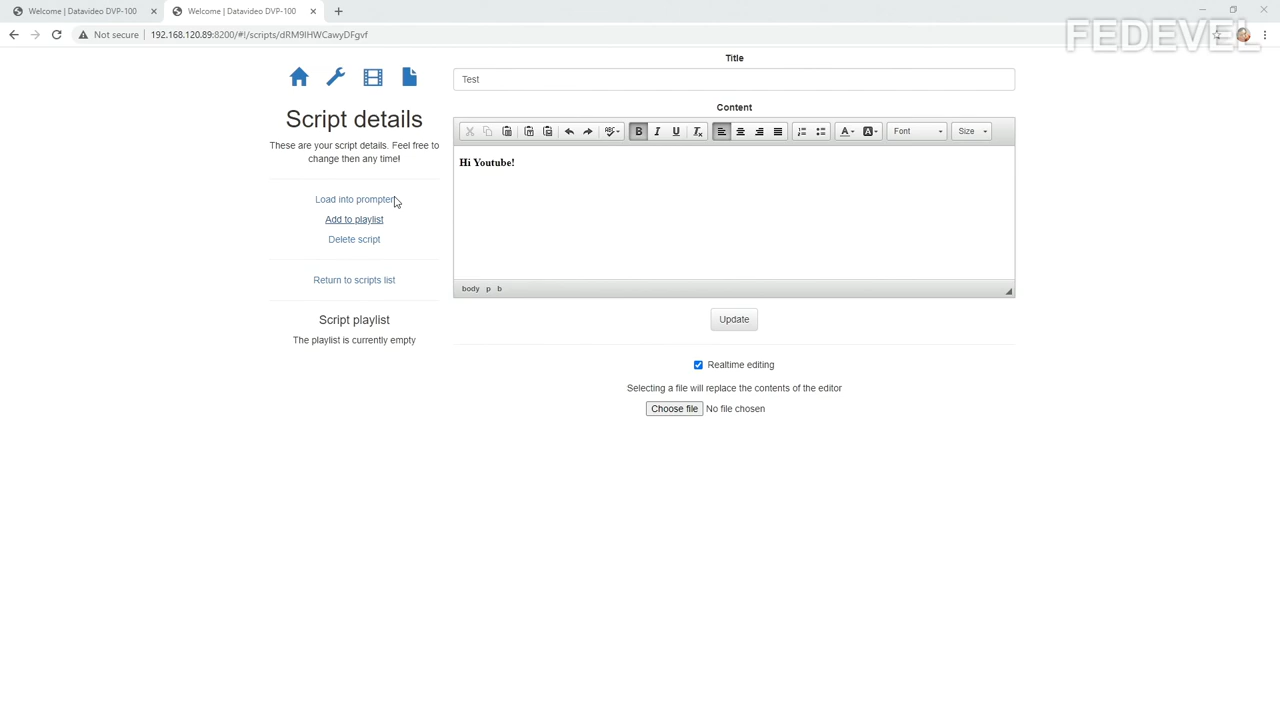 Welcome | Datavideo DVP-100
Welcome | Datavideo DVP-100
Not secure
192.168.120.89:8200/#!/scripts/dRM9IHWCawyDFgvf
FEDEVEL
Script details
These are your script details. Feel free to
change then any time!
Load into prompter
Add to playlist
Delete script
Return to scripts list
Script playlist
The playlist is currently empty
Title
Test
Content
B I U Tx
A A Font Size
Hi Youtube!
body p b
Update
Realtime editing
Selecting a file will replace the contents of the editor
Choose file No file chosen